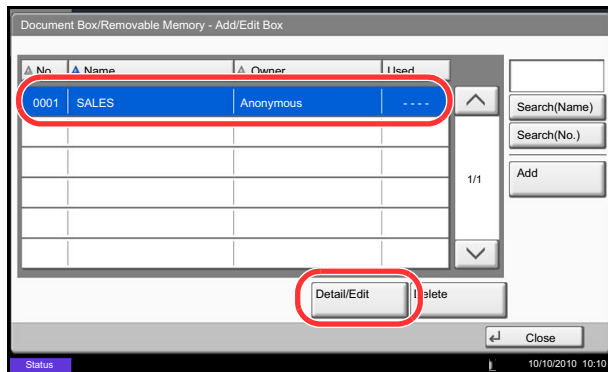 Document Box/Removable Memory - Add/Edit Box
No. Name Owner Used
0001 SALES Anonymous - - - -
Search(Name)
Search(No.)
1/1
Add
Detail/Edit Delete
Close
Status 10/10/2010 10:10